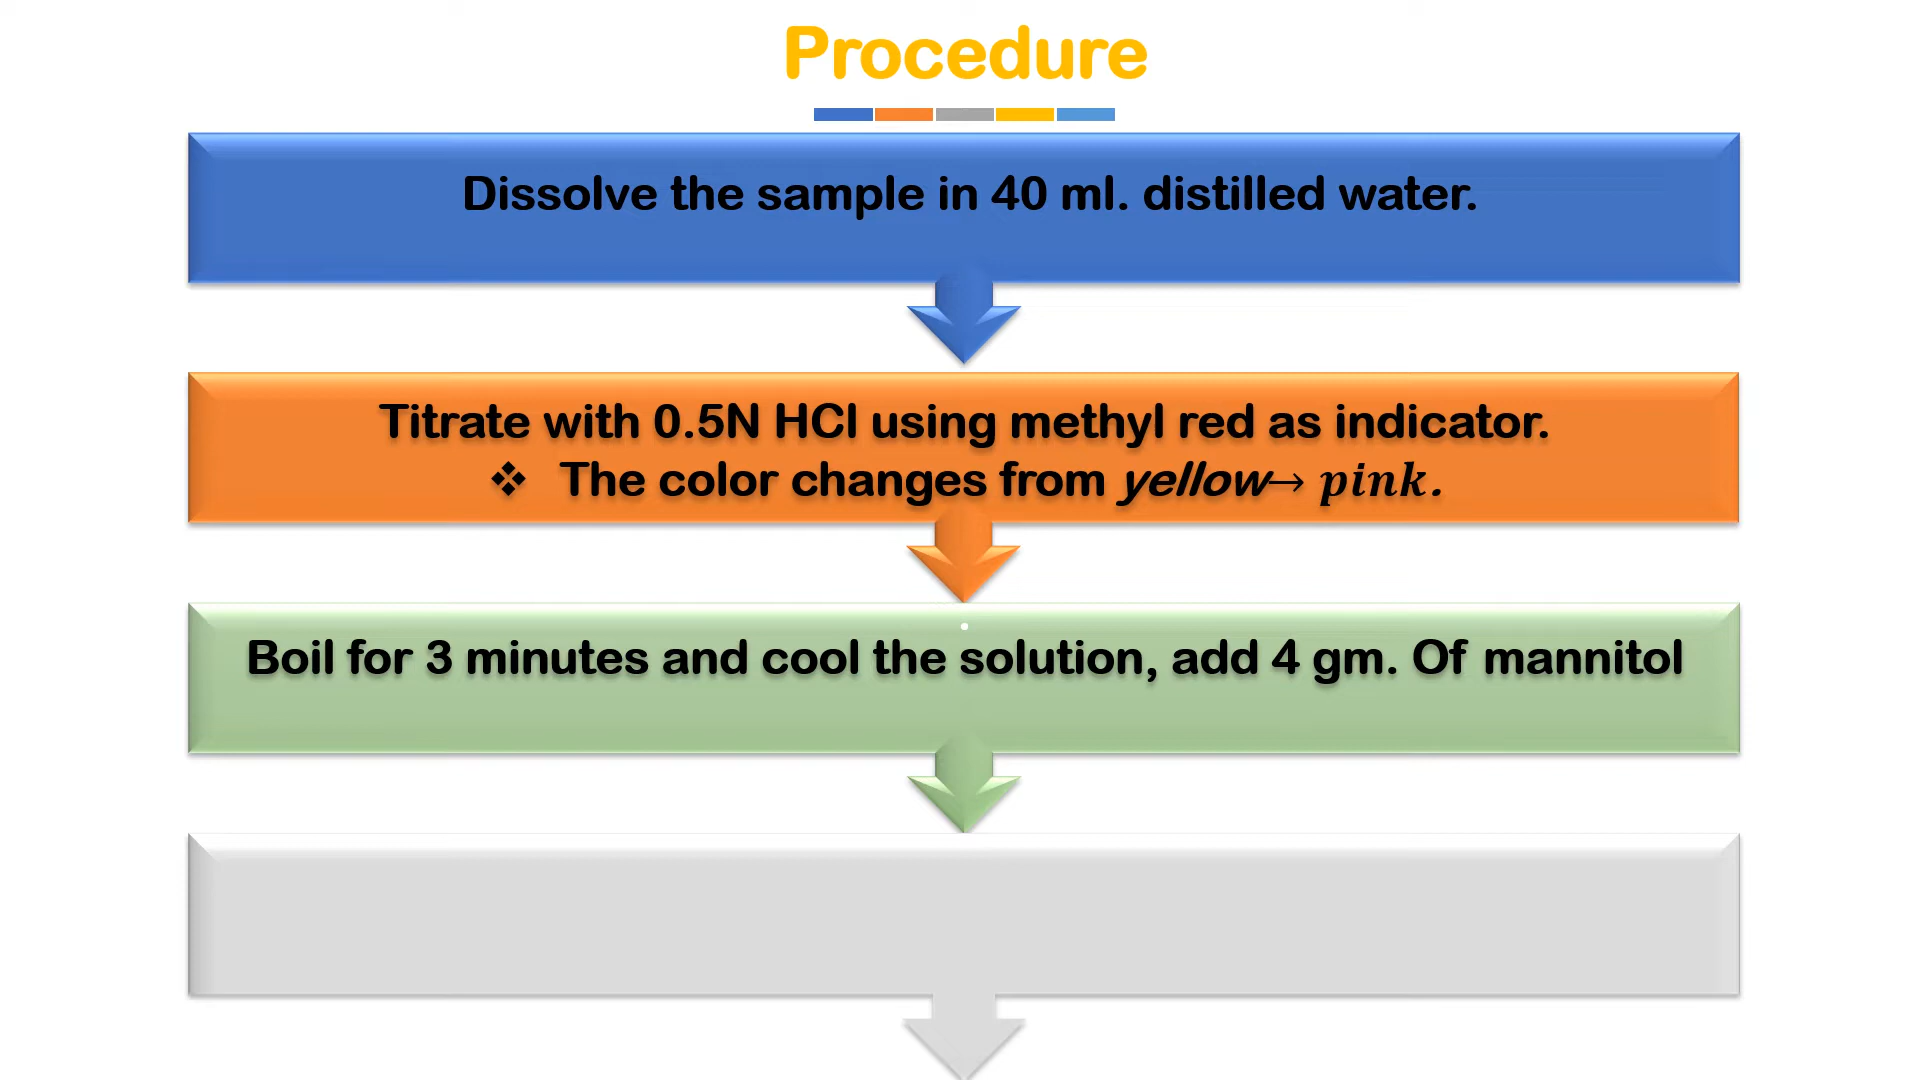 Procedure
Dissolve the sample in 40 ml. distilled water.
Titrate with 0.5N HCl using methyl red as indicator.
❖ The color changes from yellow→ pink.
Boil for 3 minutes and cool the solution, add 4 gm. Of mannitol